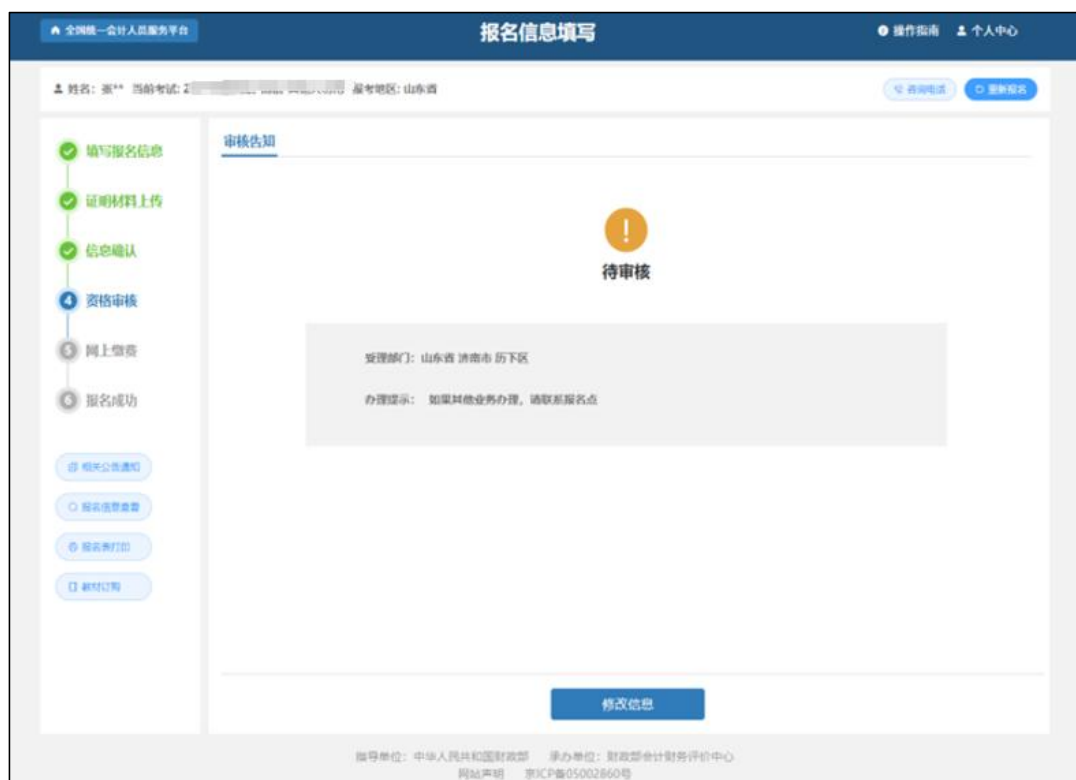 全国统一会计人员服务平台
报名信息填写
操作指南 个人中心
姓名：张** 当前考试：2 报考地区：山东省
咨询电话 重新报名
填写报名信息
证明材料上传
信息确认
4 资格审核
5 网上缴费
6 报名成功
相关公告通知
报名信息查看
报名表打印
教材订购
审核告知
待审核
受理部门：山东省 济南市 历下区
办理提示： 如果其他业务办理，请联系报名点
修改信息
指导单位：中华人民共和国财政部 承办单位：财政部会计财务评价中心
网站声明 京ICP备05002860号